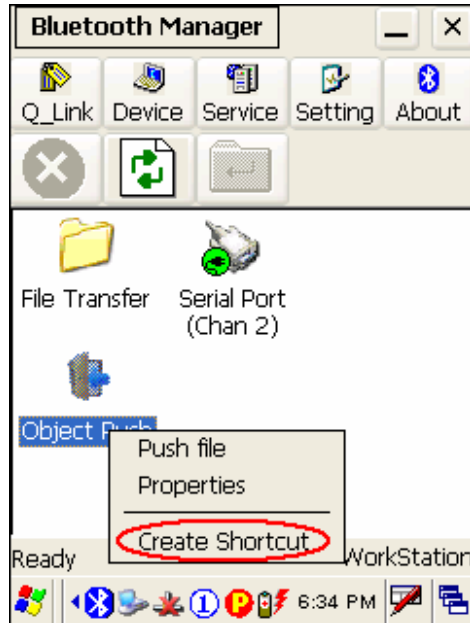 Bluetooth Manager
Q_Link Device Service Setting About
File Transfer
Serial Port
(Chan 2)
Object Push
Push file
Properties
Create Shortcut
Ready
WorkStation
1 P 6:34 PM